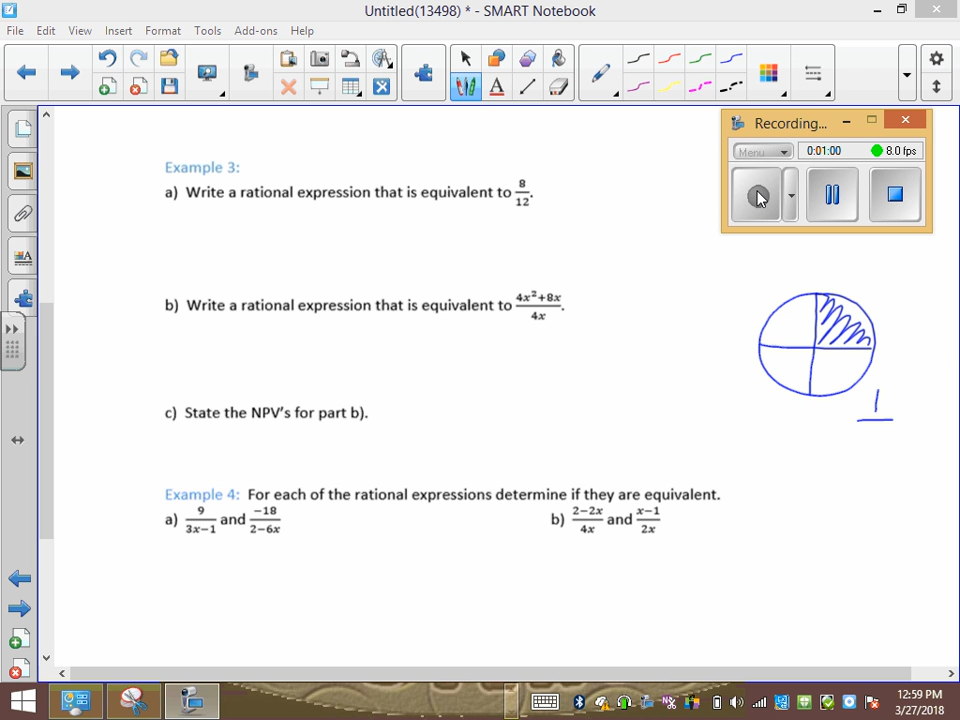 Untitled(13498) * - SMART Notebook
File Edit View Insert Format Tools Add-ons Help
Recording...
Menu 0:01:00 8.0 fps
Example 3:
a) Write a rational expression that is equivalent to 8/12.
b) Write a rational expression that is equivalent to 4x²+8x/4x.
1
c) State the NPV's for part b).
Example 4: For each of the rational expressions determine if they are equivalent.
a) 9/3x−1 and −18/2−6x b) 2−2x/4x and x−1/2x
12:59 PM
3/27/2018